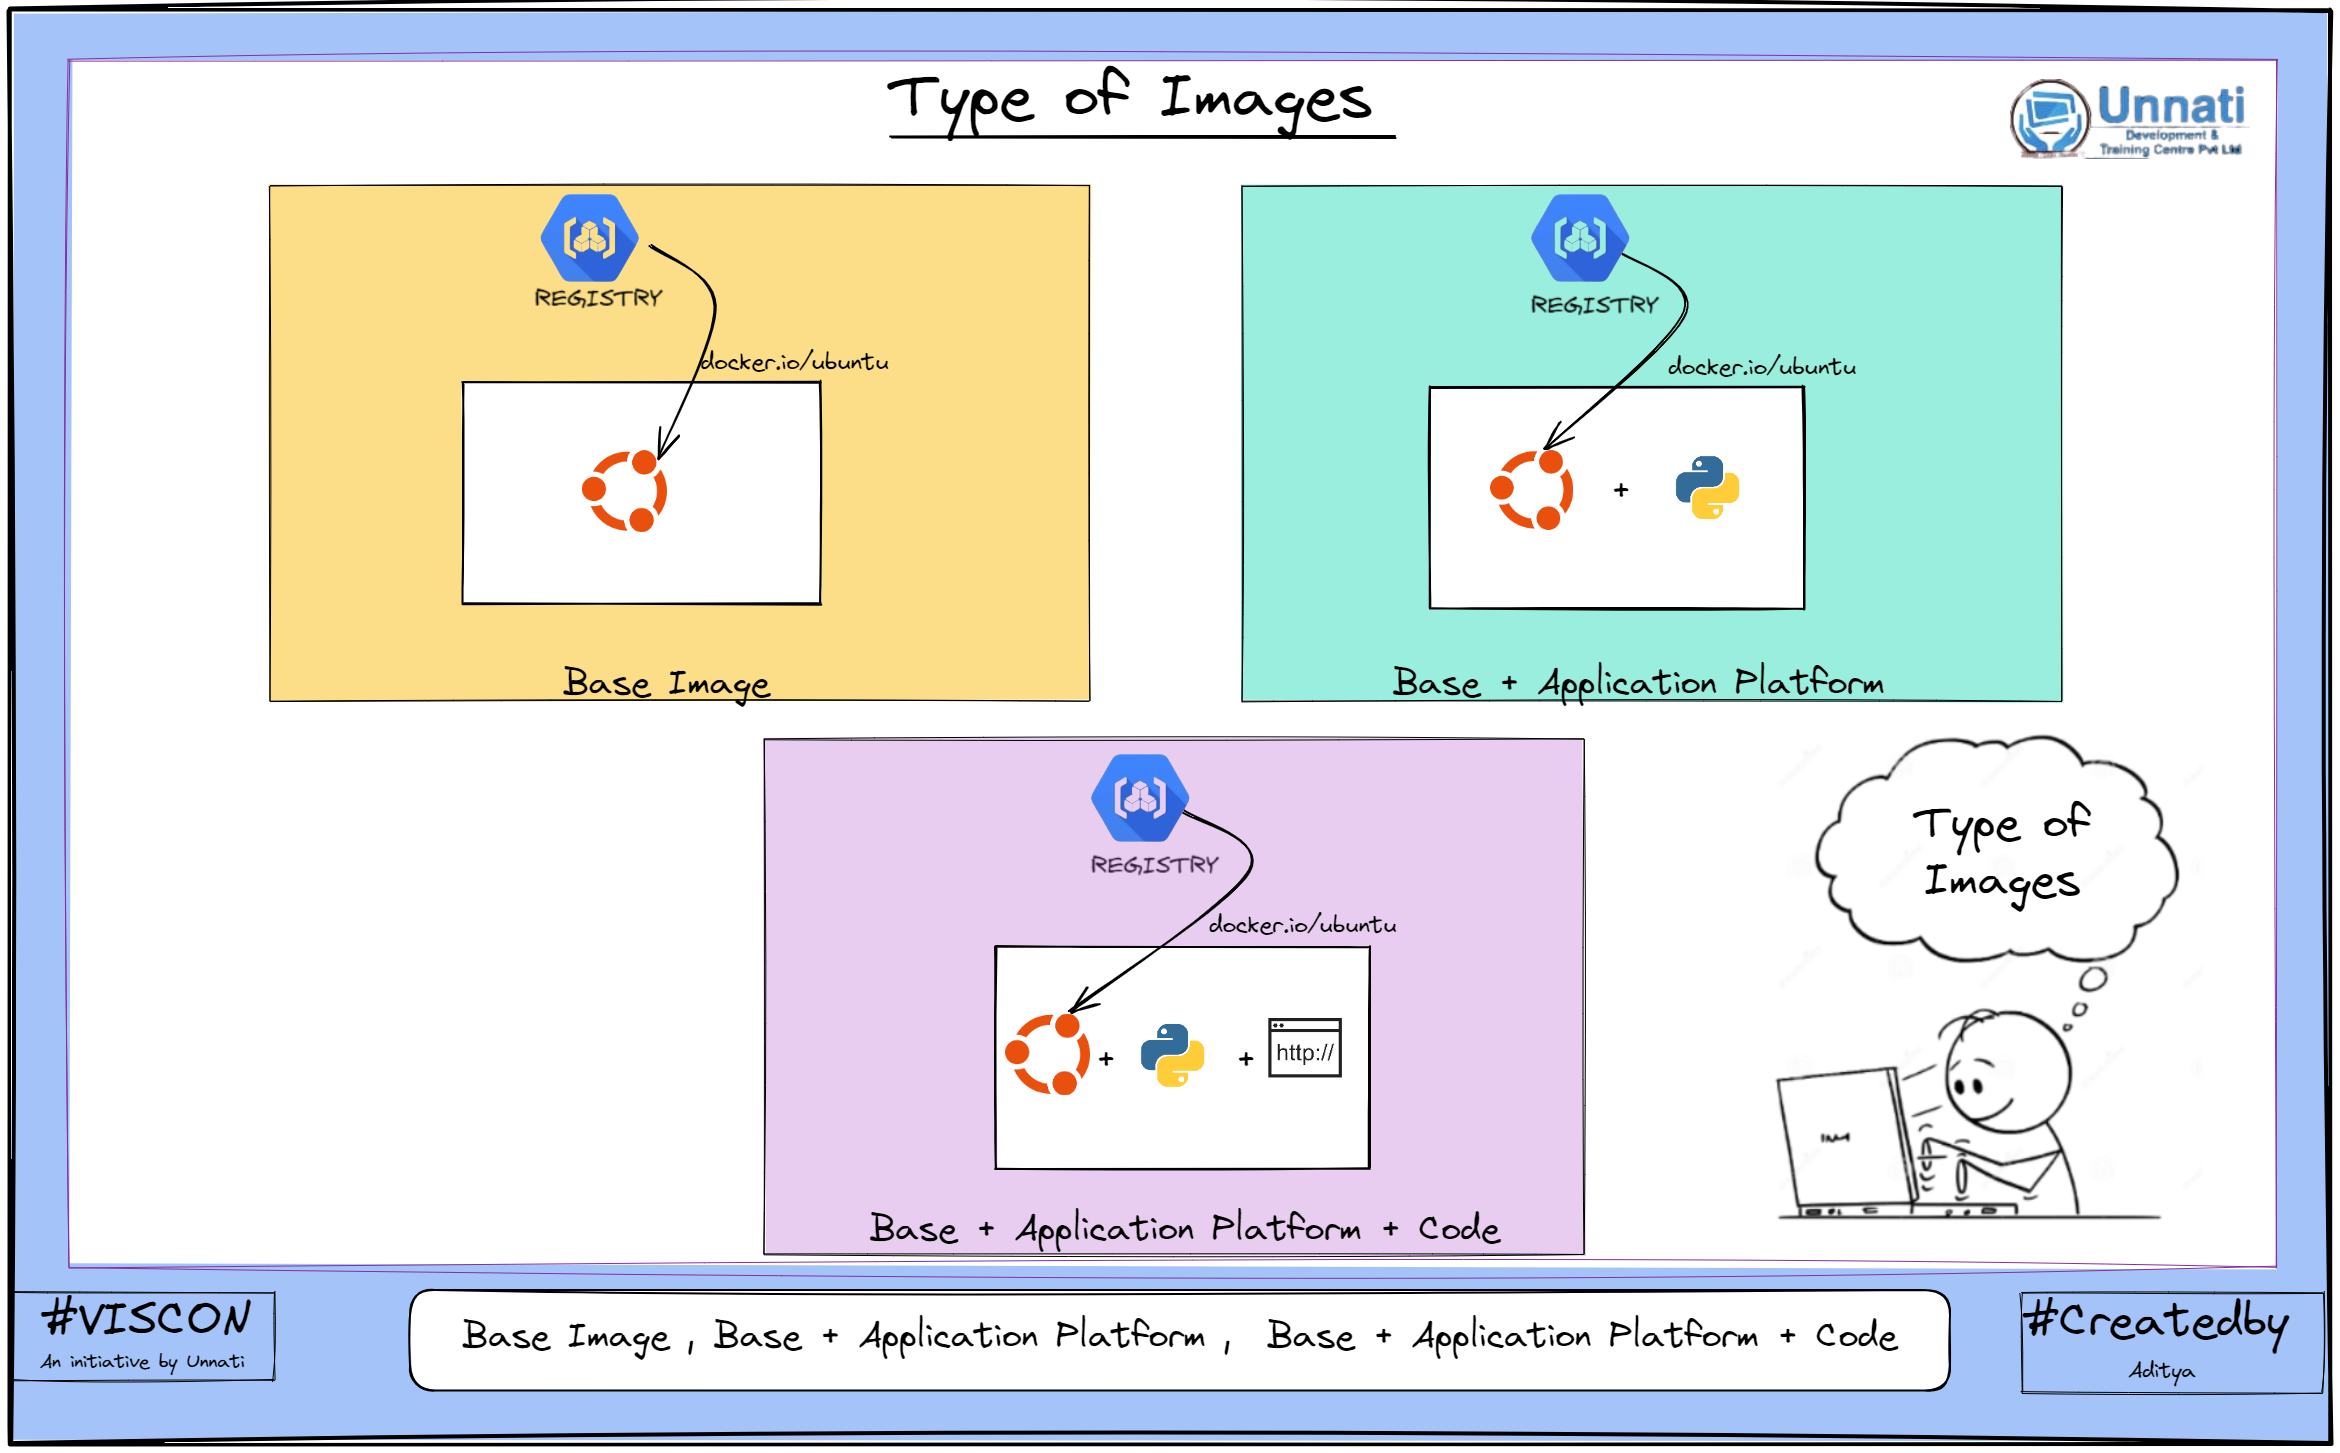 Type of Images
Unnati
Development &
Training Centre Pvt Ltd
REGISTRY
docker.io/ubuntu
Base Image
REGISTRY
docker.io/ubuntu
+
Base + Application Platform
REGISTRY
docker.io/ubuntu
+ + http://
Base + Application Platform + Code
Type of
Images
#VISCON
An initiative by Unnati
Base Image , Base + Application Platform , Base + Application Platform + Code
#Createdby
Aditya